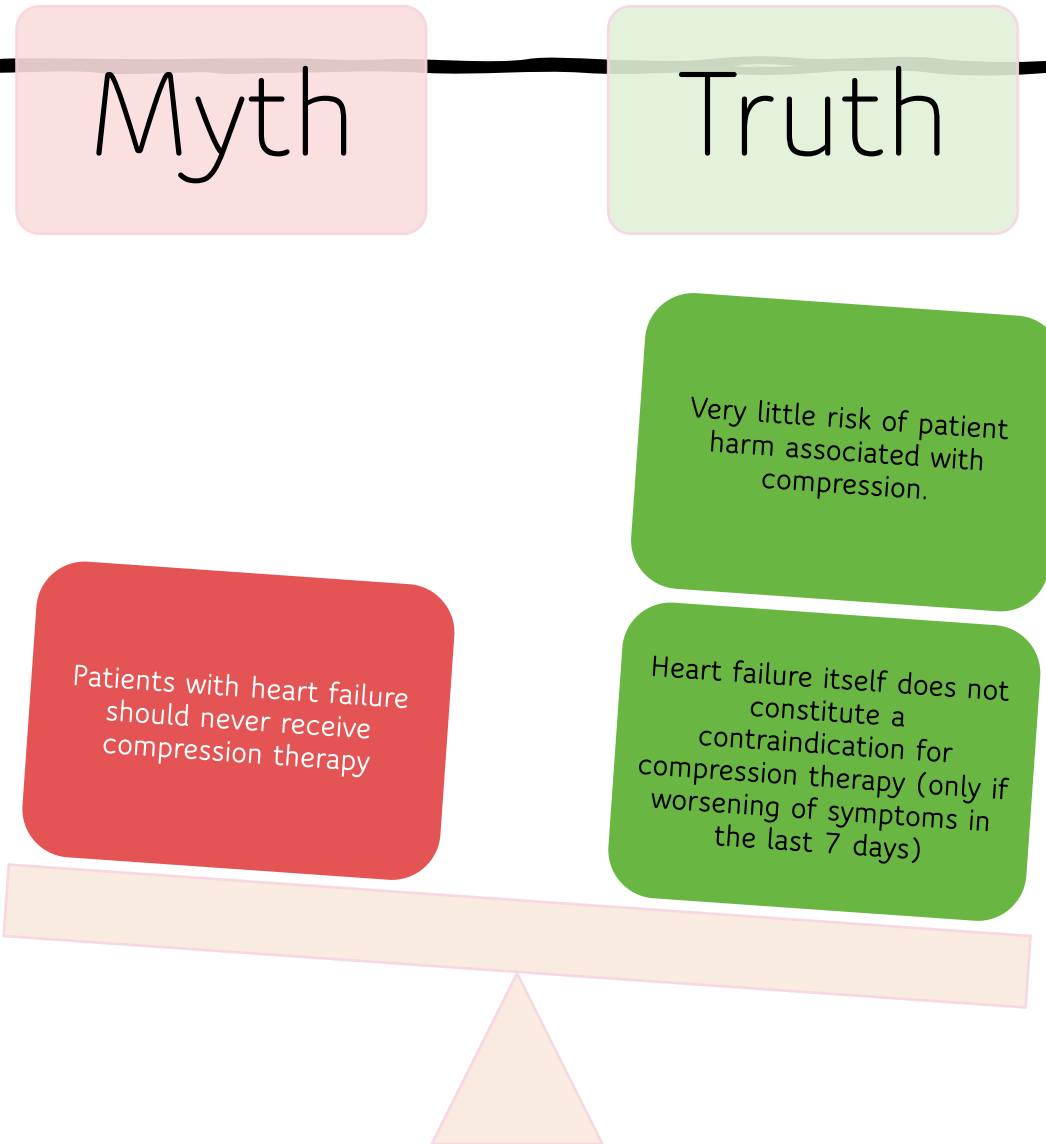 Myth
Truth
Very little risk of patient
harm associated with
compression.
Patients with heart failure
should never receive
compression therapy
Heart failure itself does not
constitute a
contraindication for
compression therapy (only if
worsening of symptoms in
the last 7 days)